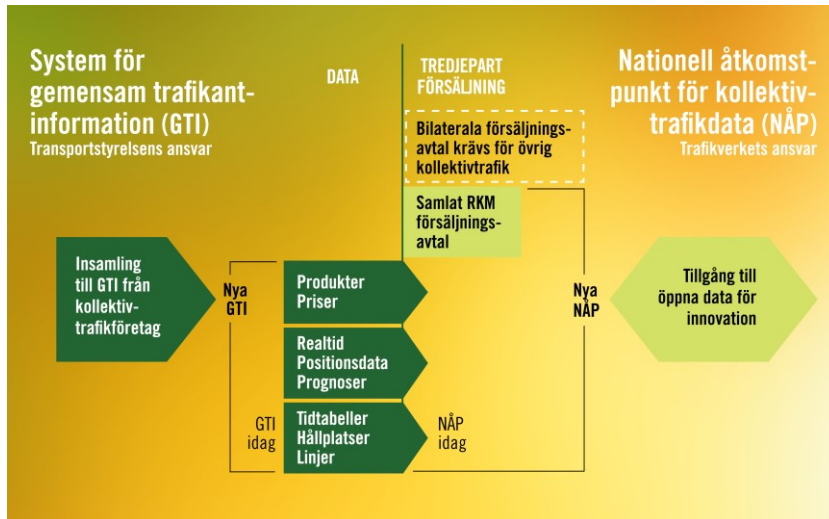 System för
gemensam trafikant-
information (GTI)
Transportstyrelsens ansvar
DATA
TREDJEPART
FÖRSÄLJNING
Nationell åtkomst-
punkt för kollektiv-
trafikdata (NÅP)
Trafikverkets ansvar
Bilaterala försäljnings-
avtal krävs för övrig
kollektivtrafik
Samlat RKM
försäljnings-
avtal
Insamling
till GTI från
kollektiv-
trafikföretag
Nya
GTI
Produkter
Priser
Nya
NÅP
Tillgång till
öppna data för
innovation
Realtid
Positionsdata
Prognoser
GTI
idag
Tidtabeller
Hållplatser
Linjer
NÅP
idag